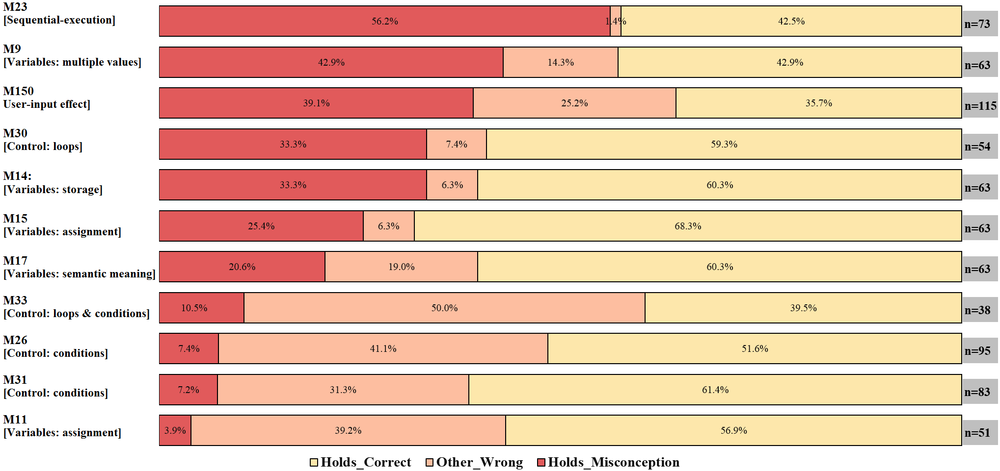 M23
[Sequential-execution]
56.2%
1.4%
42.5%
n=73
M9
[Variables: multiple values]
42.9%
14.3%
42.9%
n=63
M150
User-input effect]
39.1%
25.2%
35.7%
n=115
M30
[Control: loops]
33.3%
7.4%
59.3%
n=54
M14:
[Variables: storage]
33.3%
6.3%
60.3%
n=63
M15
[Variables: assignment]
25.4%
6.3%
68.3%
n=63
M17
[Variables: semantic meaning]
20.6%
19.0%
60.3%
n=63
M33
[Control: loops & conditions]
10.5%
50.0%
39.5%
n=38
M26
[Control: conditions]
7.4%
41.1%
51.6%
n=95
M31
[Control: conditions]
7.2%
31.3%
61.4%
n=83
M11
[Variables: assignment]
3.9%
39.2%
56.9%
n=51
Holds_Correct
Other_Wrong
Holds_Misconception